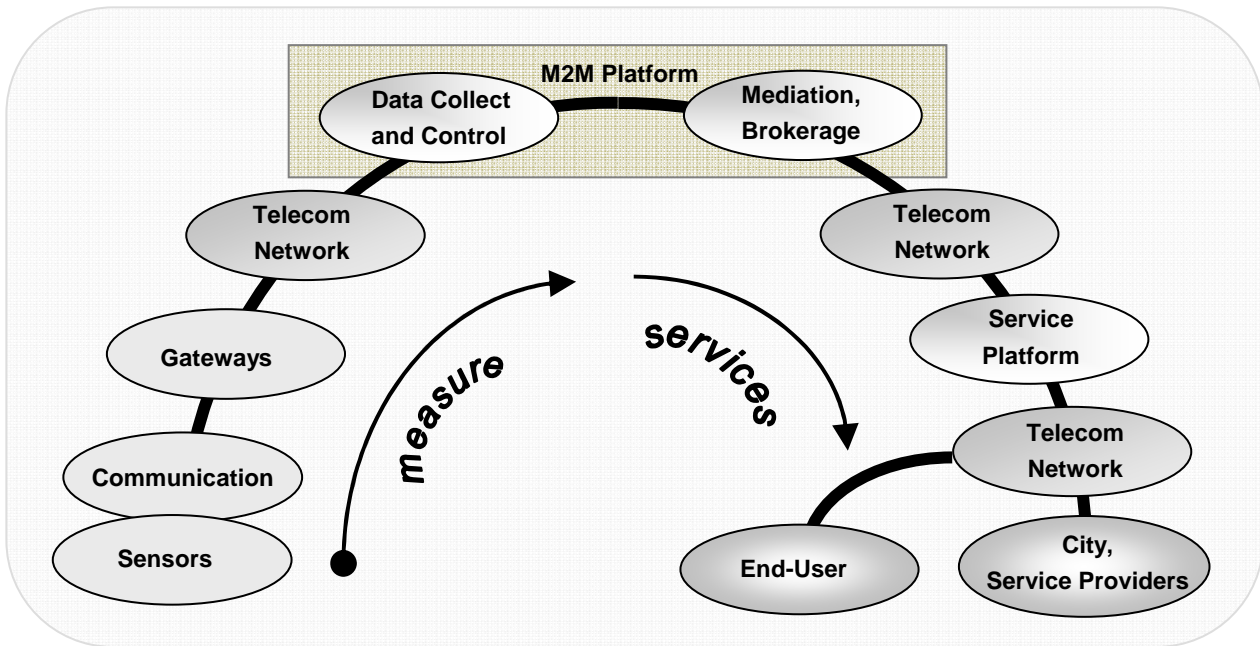 M2M Platform
Data Collect
and Control
Mediation,
Brokerage
Telecom
Network
Telecom
Network
Gateways
Service
Platform
measure
services
Communication
Telecom
Network
Sensors
End-User
City,
Service Providers